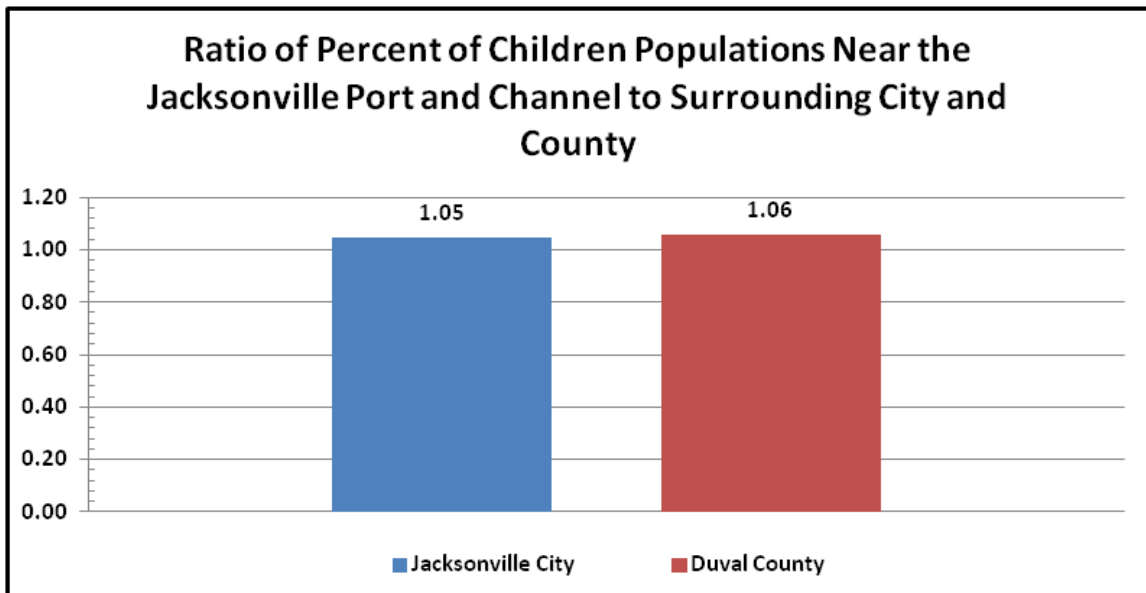 Ratio of Percent of Children Populations Near the
Jacksonville Port and Channel to Surrounding City and
County
1.20
1.05
1.06
1.00
0.80
0.60
0.40
0.20
0.00
Jacksonville City
Duval County